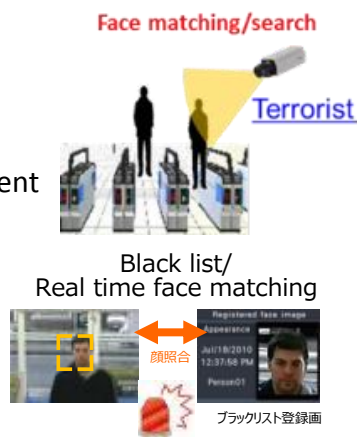 Face matching/search
Terrorist
ent
Black list/
Real time face matching
顔照合
Registered face image
Appearance
Jul/18/2010
12:37:58 PM
Person01
ブラックリスト登録画